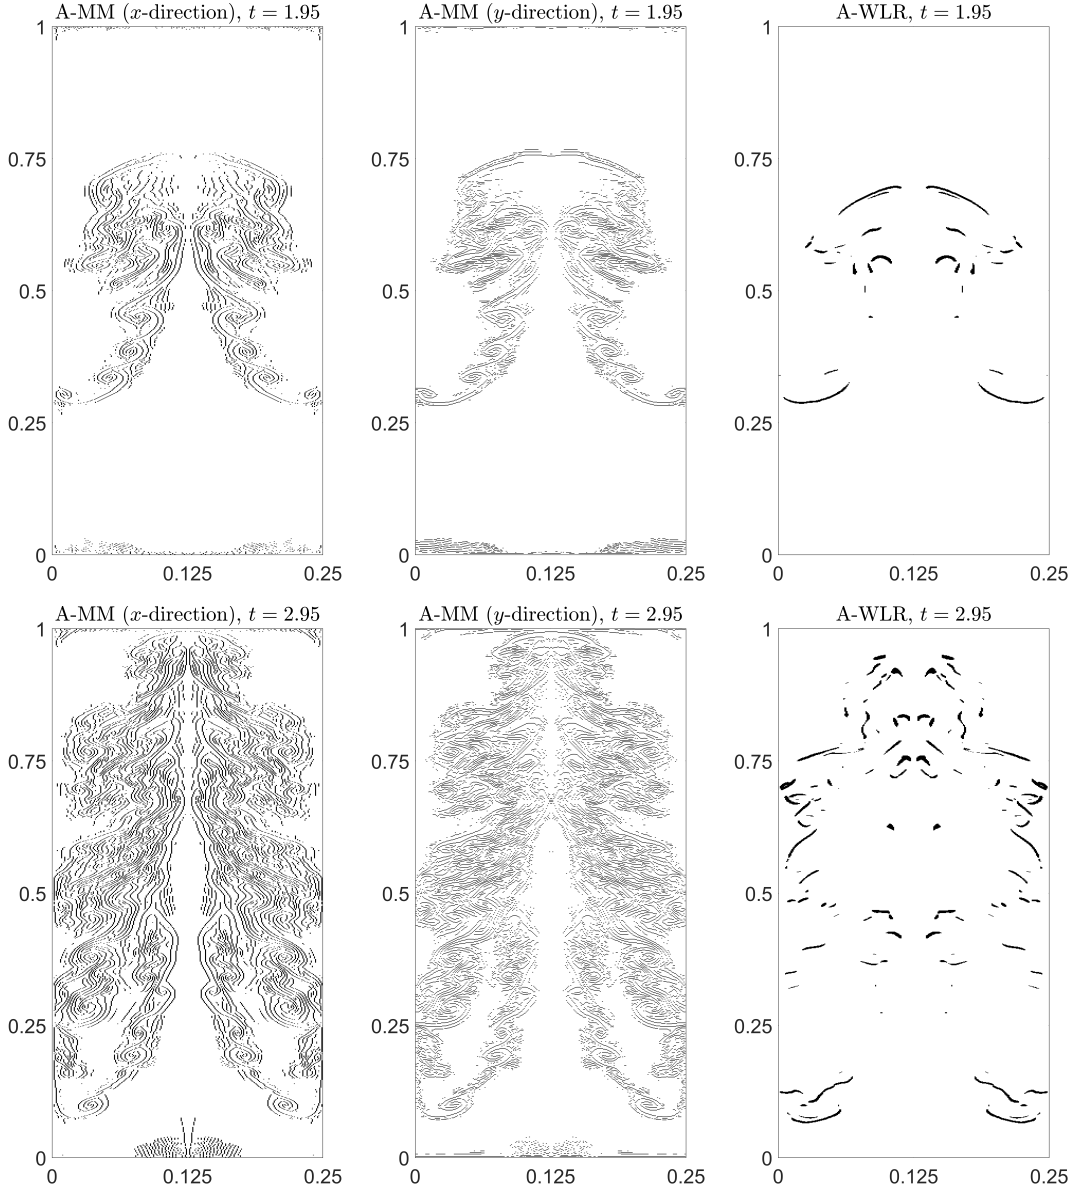 A-MM (x-direction), t = 1.95 A-MM (y-direction), t = 1.95 A-WLR, t = 1.95
1 1 1
0.75 0.75 0.75
0.5 0.5 0.5
0.25 0.25 0.25
0 0 0
0 0.125 0.25 0 0.125 0.25 0 0.125 0.25
A-MM (x-direction), t = 2.95 A-MM (y-direction), t = 2.95 A-WLR, t = 2.95
1 1 1
0.75 0.75 0.75
0.5 0.5 0.5
0.25 0.25 0.25
0 0 0
0 0.125 0.25 0 0.125 0.25 0 0.125 0.25